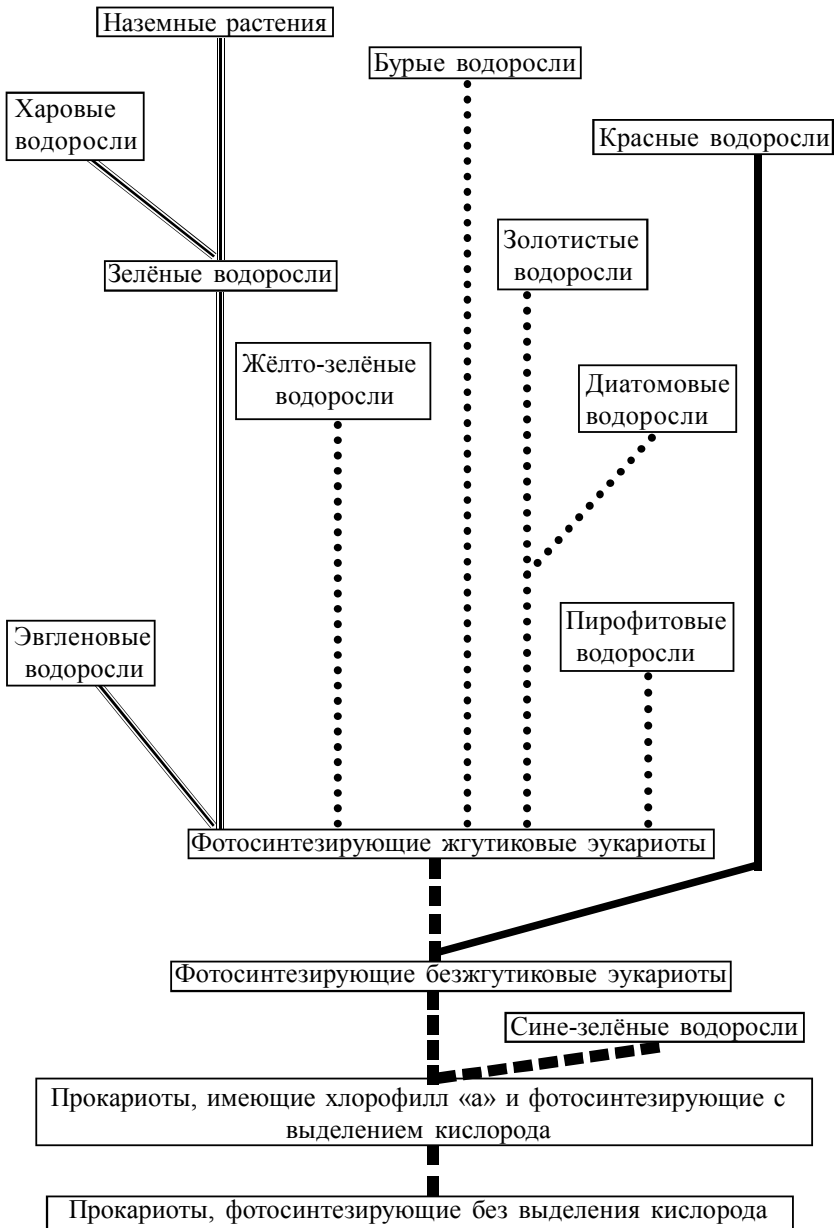 Наземные растения
Бурые водоросли
Харовые
водоросли
Красные водоросли
Золотистые
водоросли
Зелёные водоросли
Жёлто-зелёные
водоросли
Диатомовые
водоросли
Эвгленовые
водоросли
Пирофитовые
водоросли
Фотосинтезирующие жгутиковые эукариоты
Фотосинтезирующие безжгутиковые эукариоты
Сине-зелёные водоросли
Прокариоты, имеющие хлорофилл «а» и фотосинтезирующие с
выделением кислорода
Прокариоты, фотосинтезирующие без выделения кислорода